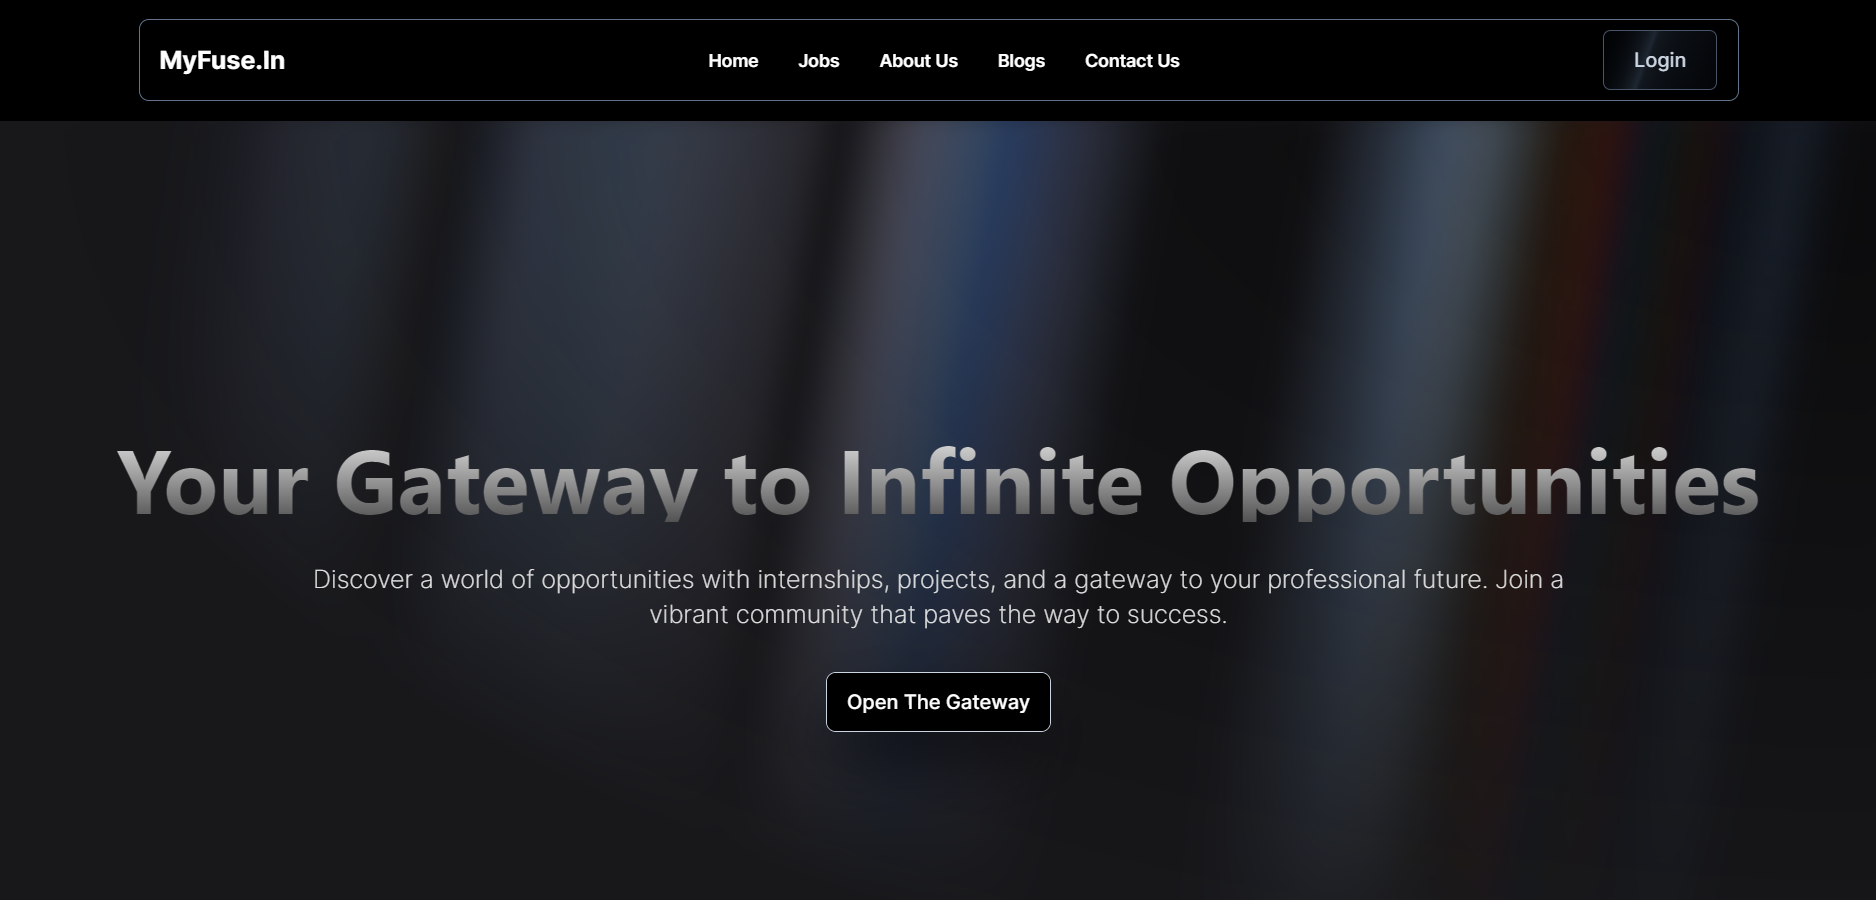 MyFuse.In
Home Jobs About Us Blogs Contact Us
Login
Your Gateway to Infinite Opportunities
Discover a world of opportunities with internships, projects, and a gateway to your professional future. Join a
vibrant community that paves the way to success.
Open The Gateway